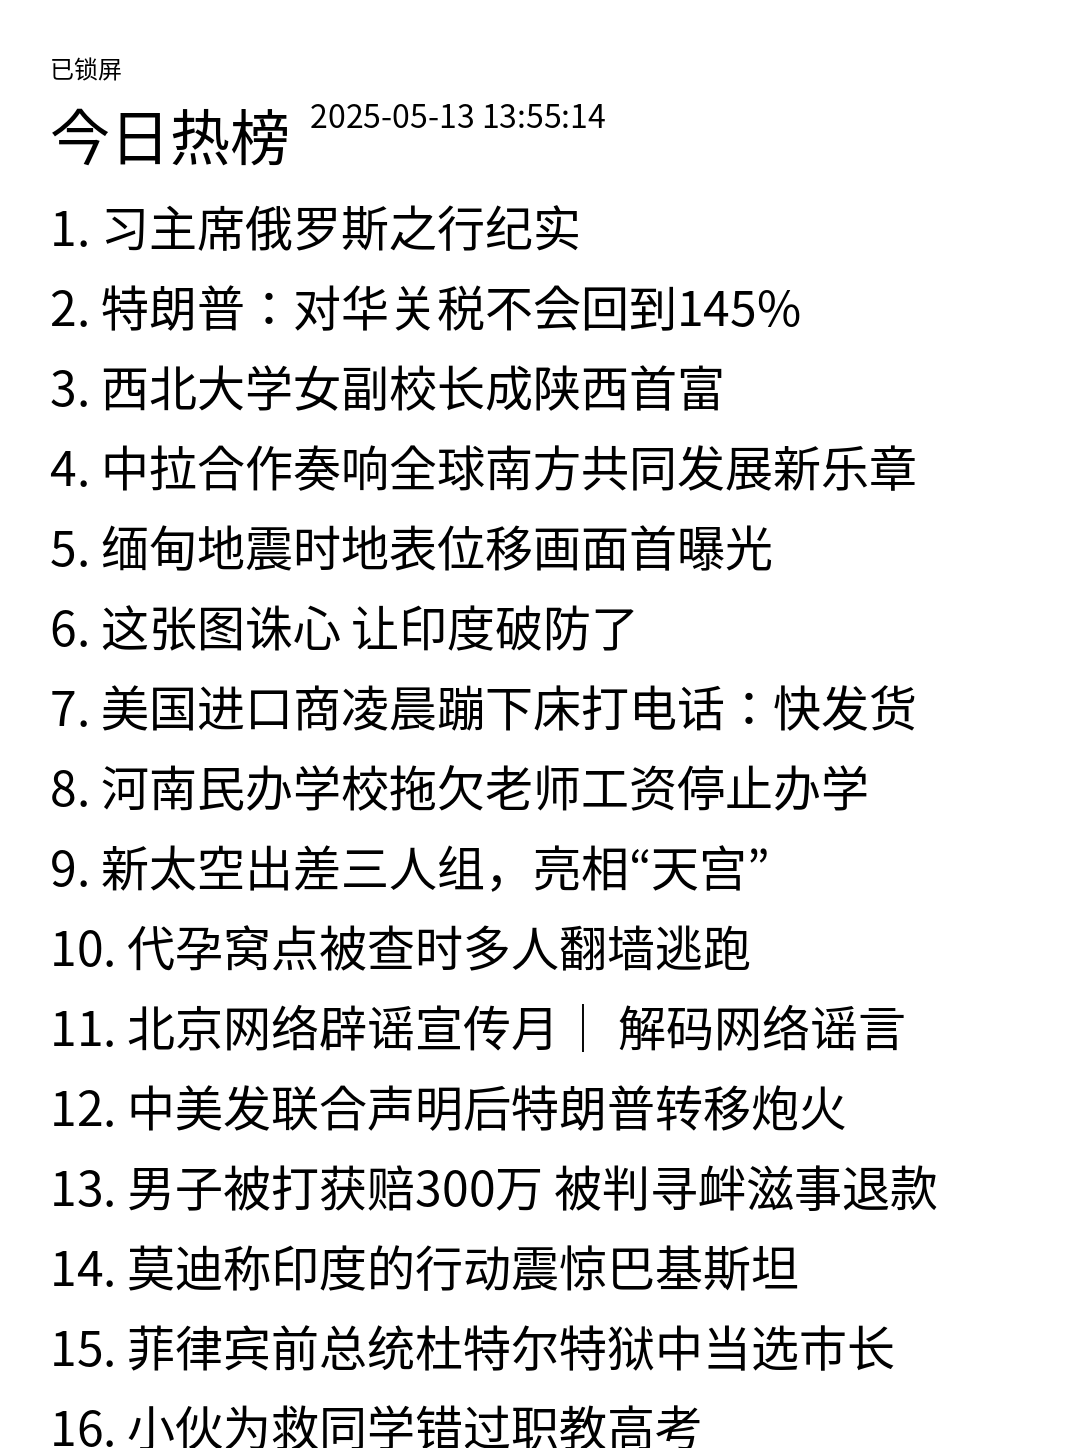 已锁屏
今日热榜 2025-05-13 13:55:14
1. 习主席俄罗斯之行纪实
2. 特朗普：对华关税不会回到145%
3. 西北大学女副校长成陕西首富
4. 中拉合作奏响全球南方共同发展新乐章
5. 缅甸地震时地表位移画面首曝光
6. 这张图诛心 让印度破防了
7. 美国进口商凌晨蹦下床打电话：快发货
8. 河南民办学校拖欠老师工资停止办学
9. 新太空出差三人组，亮相“天宫”
10. 代孕窝点被查时多人翻墙逃跑
11. 北京网络辟谣宣传月｜ 解码网络谣言
12. 中美发联合声明后特朗普转移炮火
13. 男子被打获赔300万 被判寻衅滋事退款
14. 莫迪称印度的行动震惊巴基斯坦
15. 菲律宾前总统杜特尔特狱中当选市长
16. 小伙为救同学错过职教高考